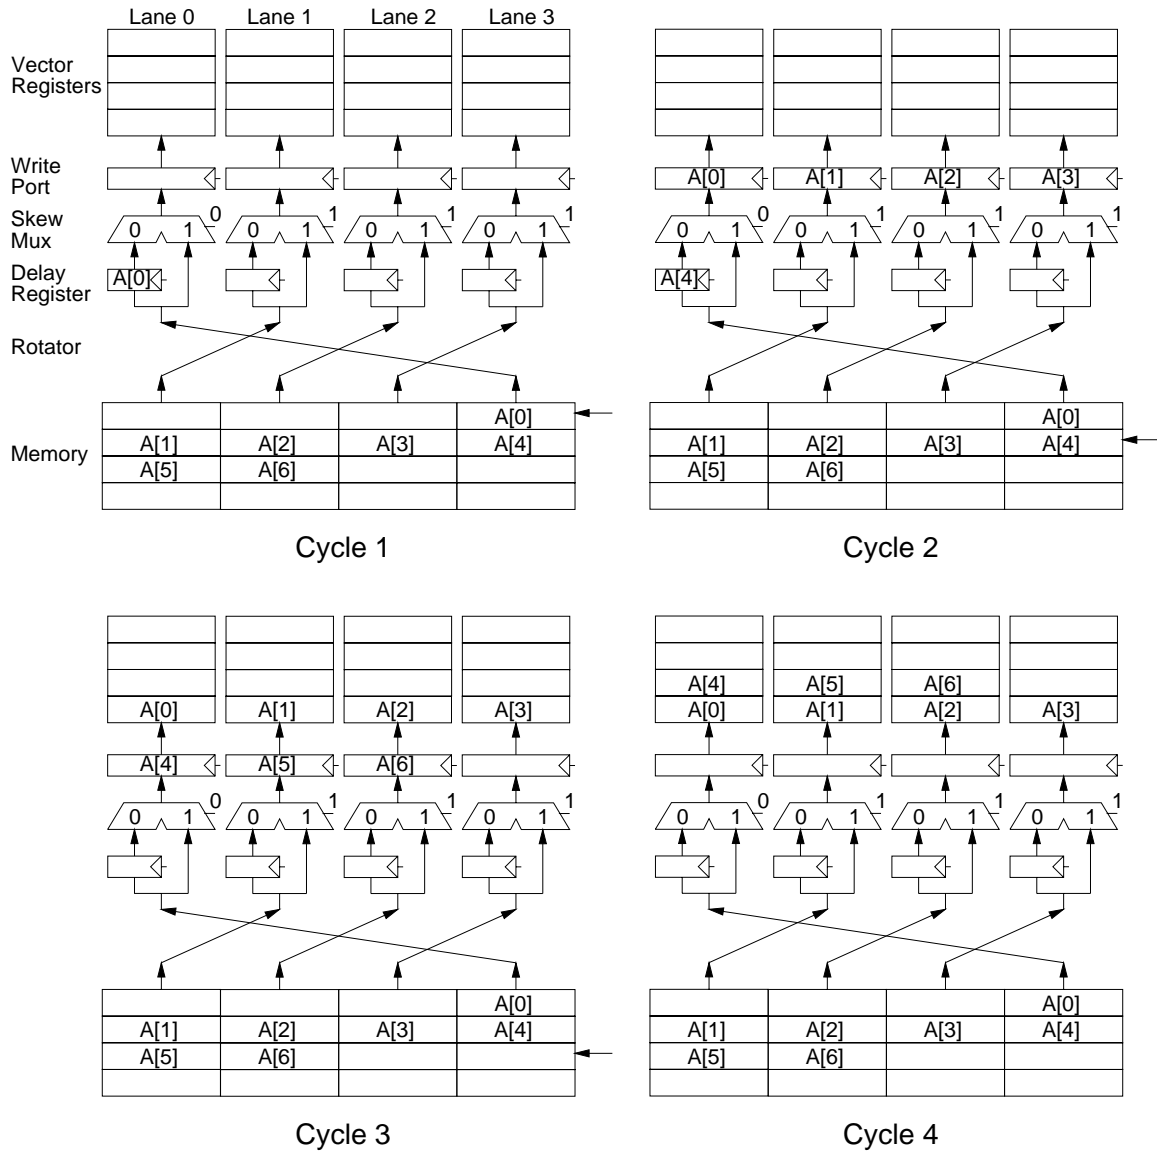 Lane 0 Lane 1 Lane 2 Lane 3
Vector
Registers
Write
Port
A[0] A[1] A[2] A[3]
Skew
Mux
0 1 0 0 1 1 0 1 1 0 1 1
0 1 0 0 1 1 0 1 1 0 1 1
Delay
Register
A[0]
A[4]
Rotator
Memory
A[0]
A[1] A[2] A[3] A[4]
A[5] A[6]
A[0]
A[1] A[2] A[3] A[4]
A[5] A[6]
Cycle 1
Cycle 2
A[0] A[1] A[2] A[3]
A[4] A[5] A[6]
0 1 0 0 1 1 0 1 1 0 1 1
A[0]
A[1] A[2] A[3] A[4]
A[5] A[6]
A[4] A[5] A[6]
A[0] A[1] A[2] A[3]
0 1 0 0 1 1 0 1 1 0 1 1
A[0]
A[1] A[2] A[3] A[4]
A[5] A[6]
Cycle 3
Cycle 4